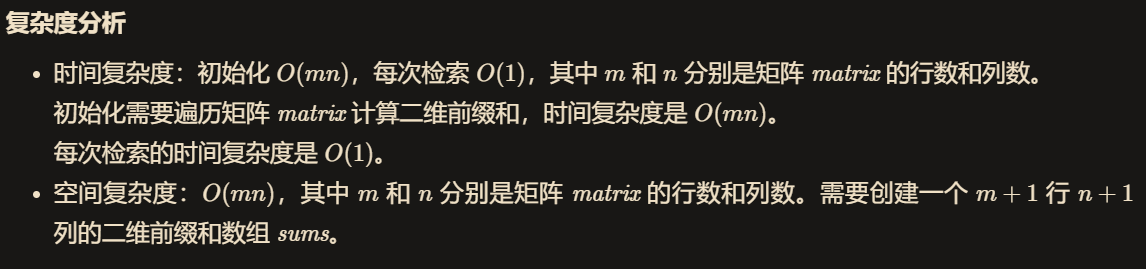 复杂度分析
• 时间复杂度：初始化 O(mn)，每次检索 O(1)，其中 m 和 n 分别是矩阵 matrix 的行数和列数。
初始化需要遍历矩阵 matrix 计算二维前缀和，时间复杂度是 O(mn)。
每次检索的时间复杂度是 O(1)。
• 空间复杂度：O(mn)，其中 m 和 n 分别是矩阵 matrix 的行数和列数。需要创建一个 m + 1 行 n + 1
列的二维前缀和数组 sums。